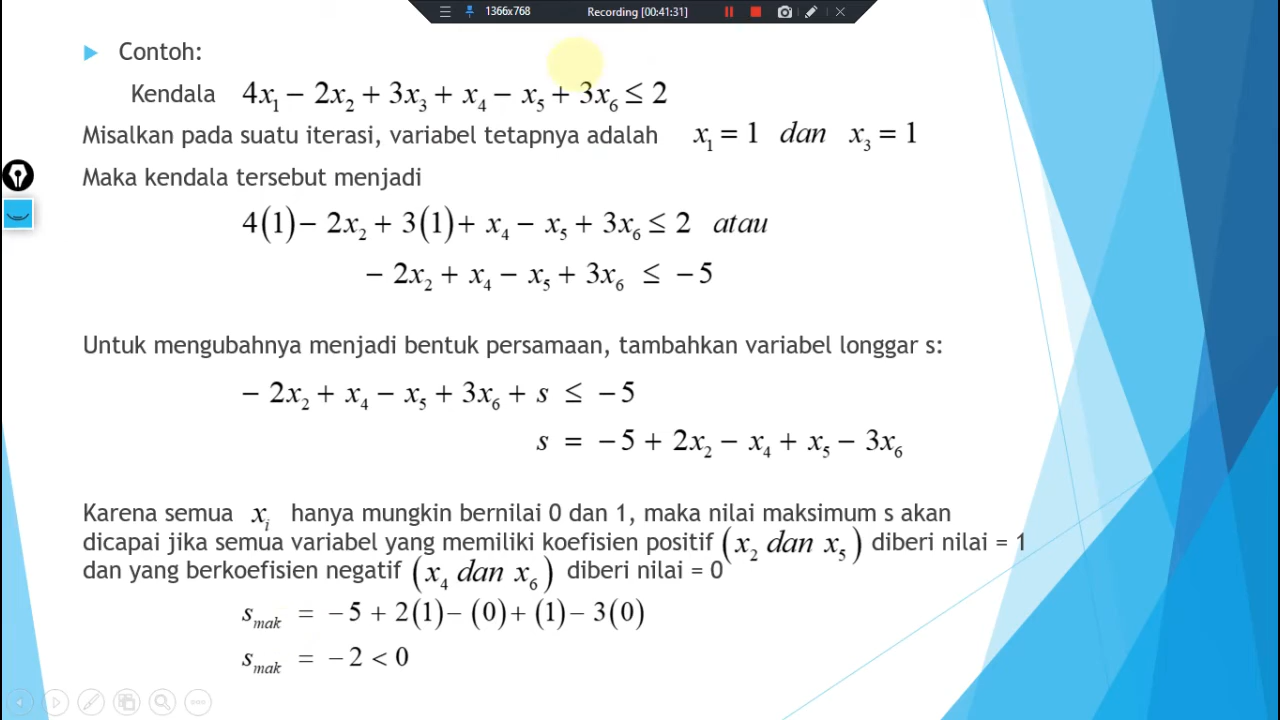 1366x768 Recording [00:41:31]
Contoh:
Kendala 4x₁ − 2x₂ + 3x₃ + x₄ − x₅ + 3x₆ ≤ 2
Misalkan pada suatu iterasi, variabel tetapnya adalah x₁ = 1 dan x₃ = 1
Maka kendala tersebut menjadi
4(1) − 2x₂ + 3(1) + x₄ − x₅ + 3x₆ ≤ 2 atau
− 2x₂ + x₄ − x₅ + 3x₆ ≤ −5
Untuk mengubahnya menjadi bentuk persamaan, tambahkan variabel longgar s:
− 2x₂ + x₄ − x₅ + 3x₆ + s ≤ −5
s = −5 + 2x₂ − x₄ + x₅ − 3x₆
Karena semua xᵢ hanya mungkin bernilai 0 dan 1, maka nilai maksimum s akan
dicapai jika semua variabel yang memiliki koefisien positif (x₂ dan x₅) diberi nilai = 1
dan yang berkoefisien negatif (x₄ dan x₆) diberi nilai = 0
s_mak = −5 + 2(1) − (0) + (1) − 3(0)
s_mak = −2 < 0